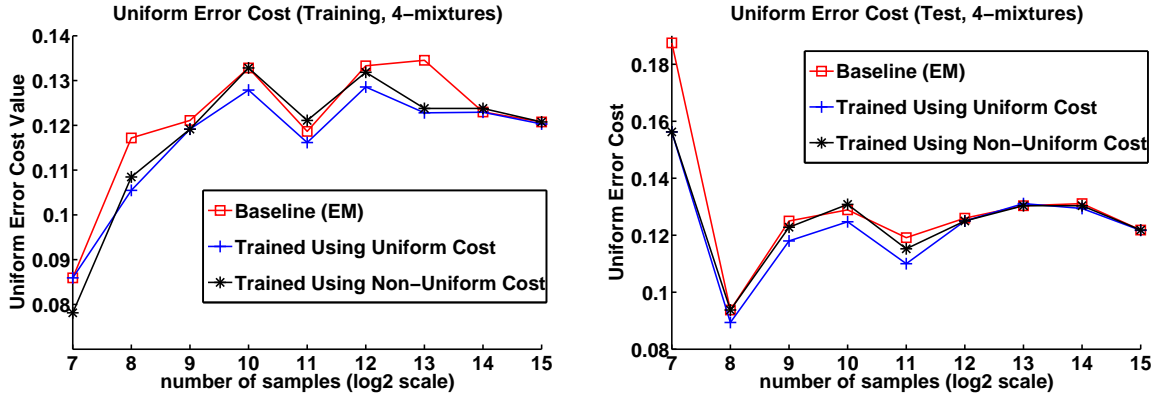 Uniform Error Cost (Training, 4−mixtures)
Uniform Error Cost Value
0.14
0.13
0.12
0.11
0.1
0.09
0.08
Baseline (EM)
Trained Using Uniform Cost
Trained Using Non−Uniform Cost
7 8 9 10 11 12 13 14 15
number of samples (log2 scale)
Uniform Error Cost (Test, 4−mixtures)
Uniform Error Cost
0.18
0.16
0.14
0.12
0.1
0.08
Baseline (EM)
Trained Using Uniform Cost
Trained Using Non−Uniform Cost
7 8 9 10 11 12 13 14 15
number of samples (log2 scale)